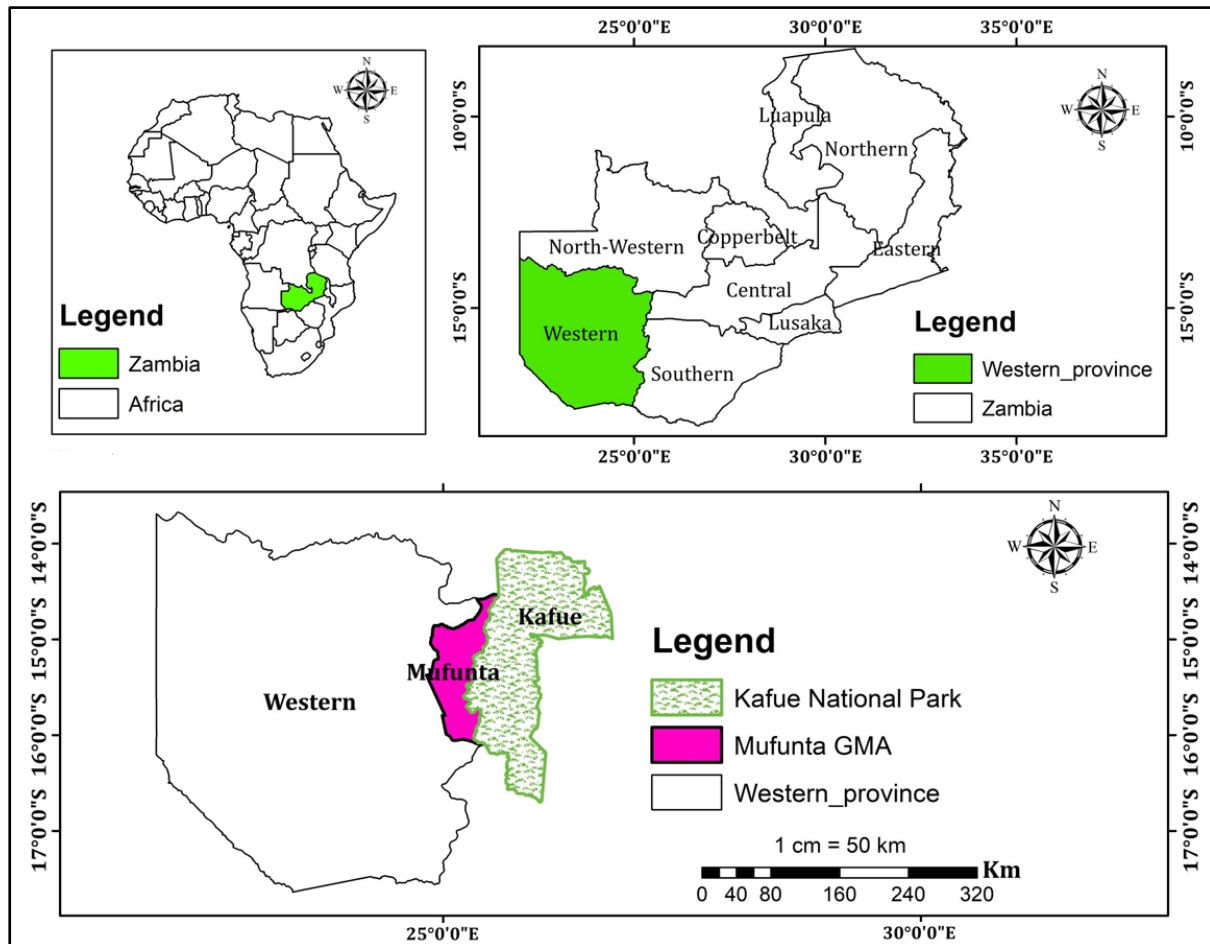 N
W E
S
Legend
Zambia
Africa
25°0'0"E 30°0'0"E 35°0'0"E
10°0'0"S
15°0'0"S
N
W E
S
Luapula
Northern
Copperbelt
North-Western
Eastern
Central
Lusaka
Western
Southern
Legend
Western_province
Zambia
10°0'0"S
15°0'0"S
25°0'0"E 30°0'0"E 35°0'0"E
14°0'0"S
15°0'0"S
16°0'0"S
17°0'0"S
N
W E
S
Kafue
Mufunta
Western
Legend
Kafue National Park
Mufunta GMA
Western_province
1 cm = 50 km
Km
0 20 40 60 80 160 240 320
14°0'0"S
15°0'0"S
16°0'0"S
17°0'0"S
25°0'0"E 30°0'0"E